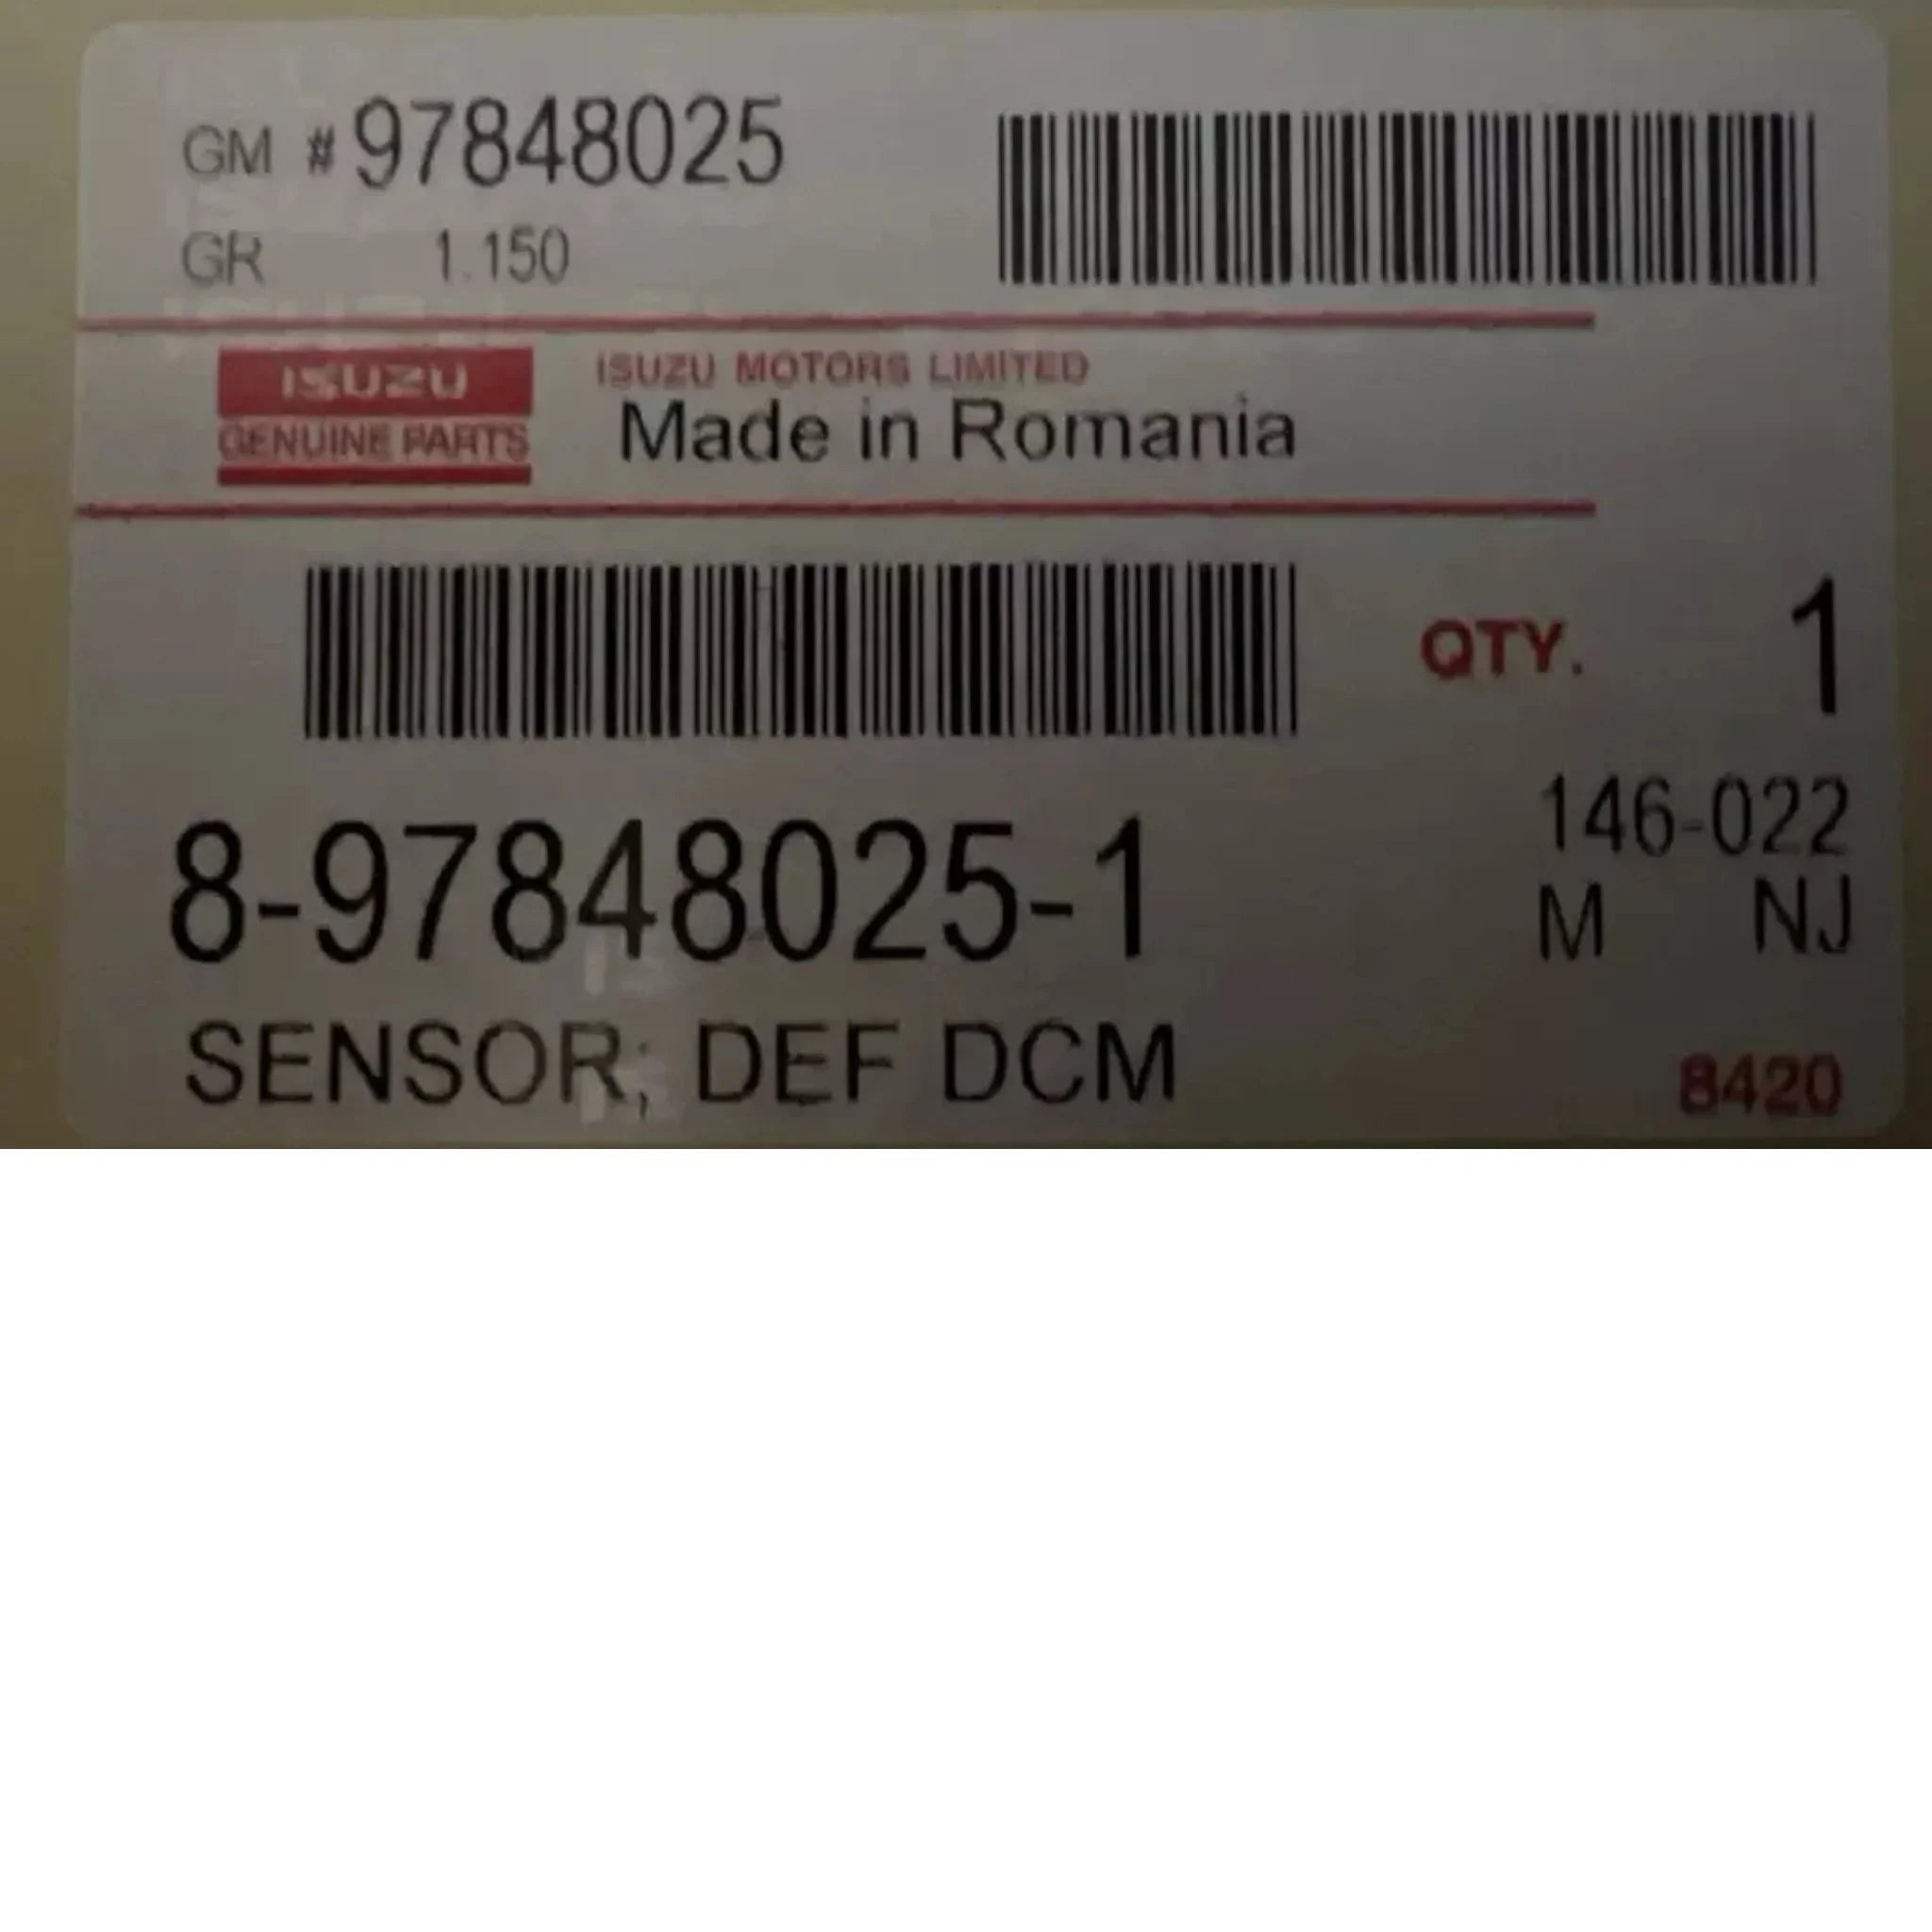 GM # 97848025
GR 1.150
ISUZU
GENUINE PARTS
ISUZU MOTORS LIMITED
Made in Romania
QTY. 1
8-97848025-1
146-022
M NJ
SENSOR; DEF DCM
8420